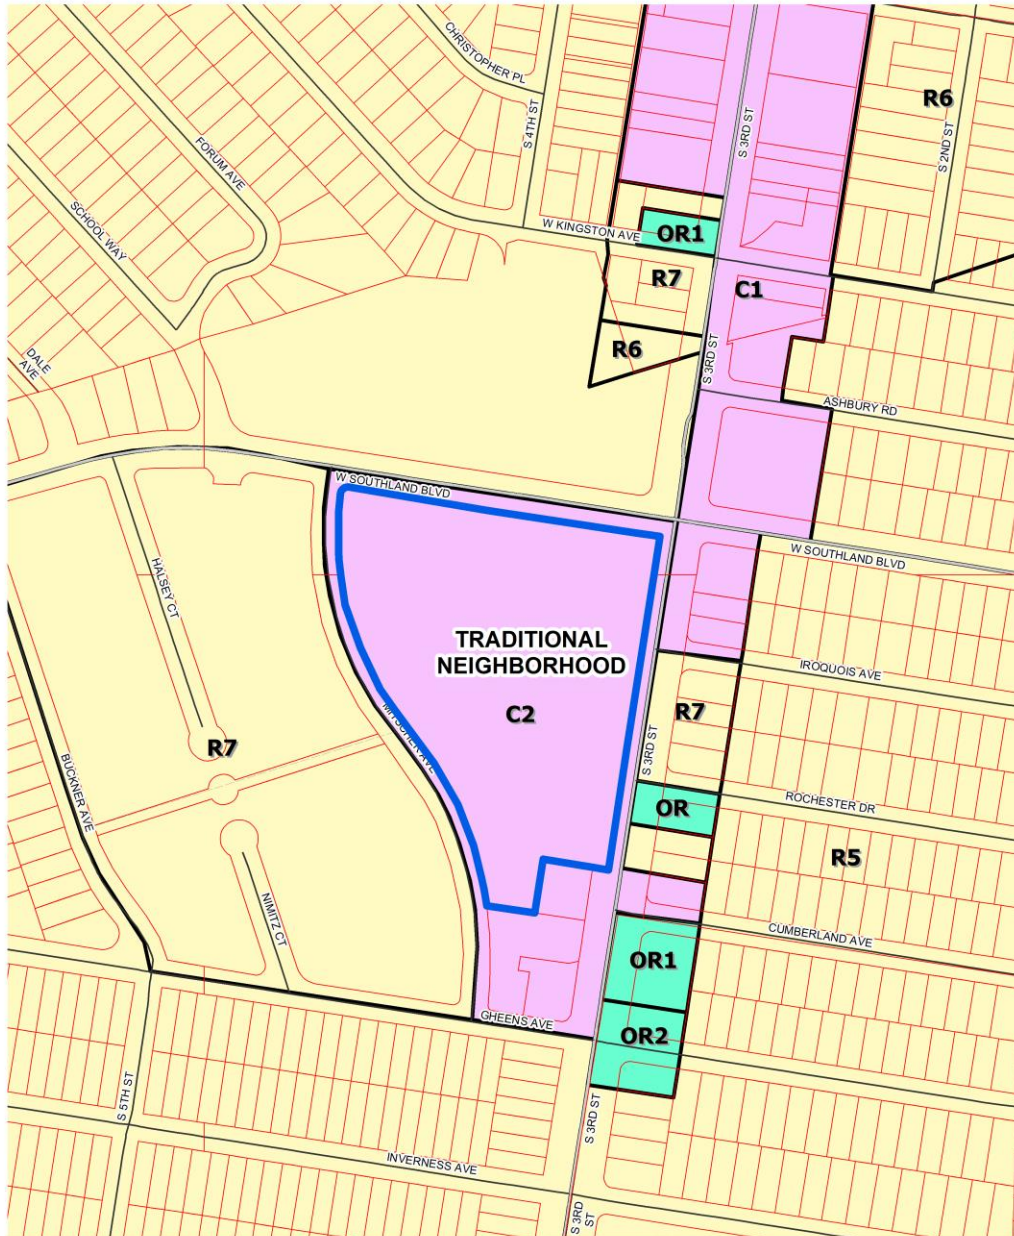 CHRISTOPHER PL
S 4TH ST
S 3RD ST
R6
S 2ND ST
FORUM AVE
SCHOOL WAY
W KINGSTON AVE
OR1
R7
C1
DALE
AVE
R6
S 3RD ST
ASHBURY RD
W SOUTHLAND BLVD
W SOUTHLAND BLVD
HALSEY CT
TRADITIONAL
NEIGHBORHOOD
IROQUOIS AVE
C2
R7
MITSCHER AVE
R7
S 3RD ST
BUCKNER AVE
OR
ROCHESTER DR
R5
NIMITZ CT
CUMBERLAND AVE
OR1
GHEENS AVE
OR2
S 5TH ST
S 3RD ST
INVERNESS AVE
S 3RD
ST